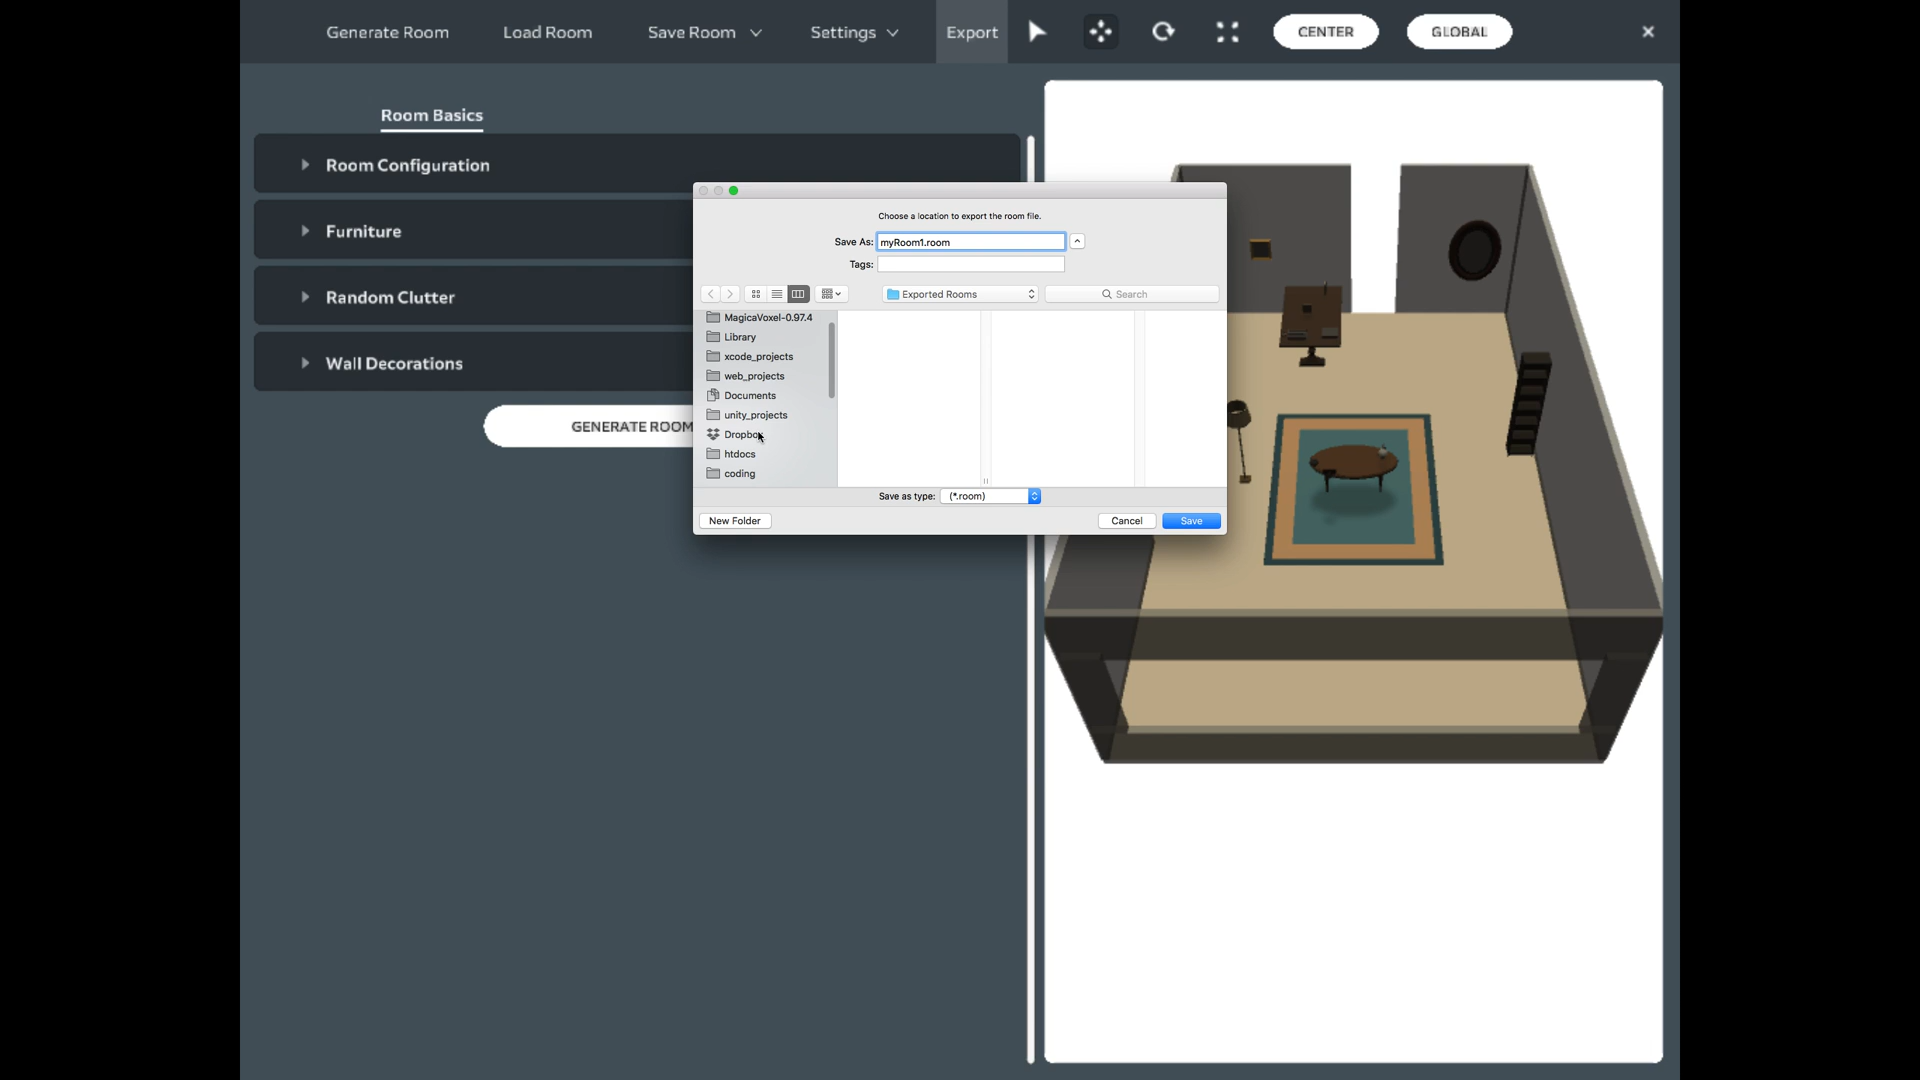 Generate Room
Load Room
Save Room
Settings
Export
CENTER
GLOBAL
Room Basics
Room Configuration
Furniture
Random Clutter
Wall Decorations
GENERATE ROOM
Choose a location to export the room file.
Save As: myRoom1.room
Tags:
Exported Rooms
Search
MagicaVoxel-0.97.4
Library
xcode_projects
web_projects
Documents
unity_projects
Dropbox
htdocs
coding
Save as type: (*.room)
New Folder
Cancel
Save